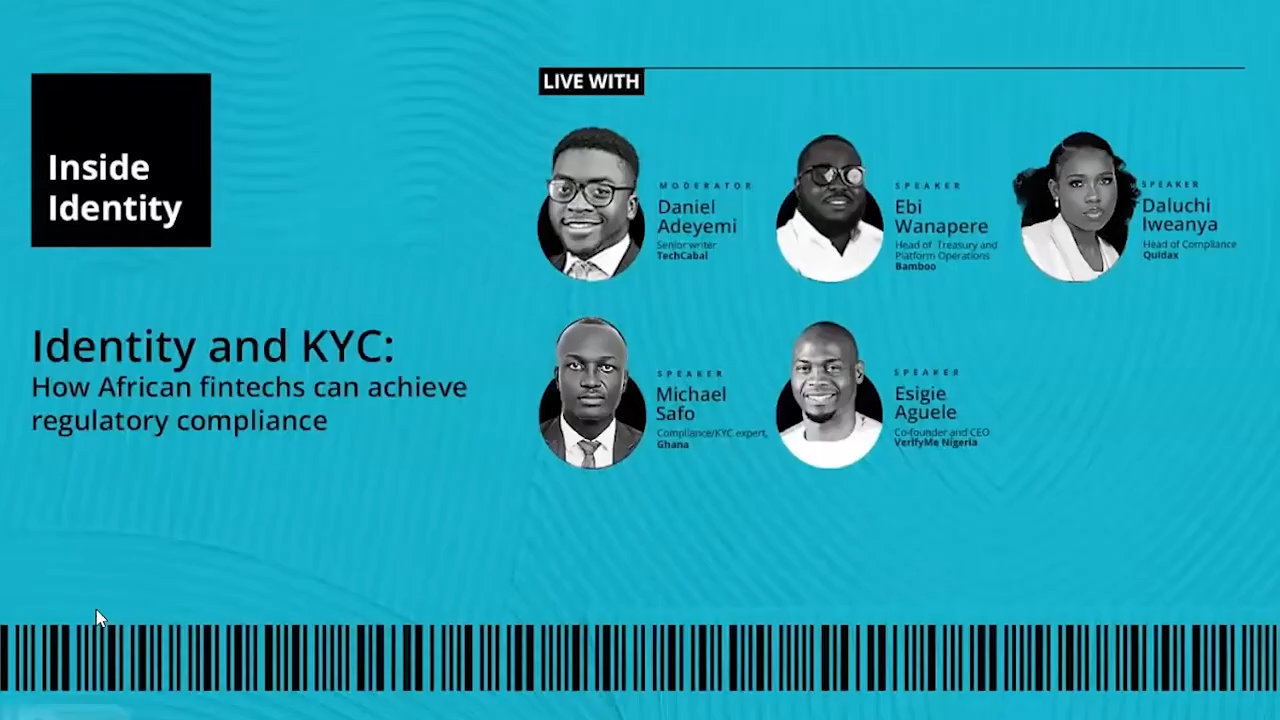 Inside
Identity
Identity and KYC:
How African fintechs can achieve
regulatory compliance
LIVE WITH
MODERATOR
Daniel
Adeyemi
Senior writer
TechCabal
SPEAKER
Ebi
Wanapere
Head of Treasury and
Platform Operations
Bamboo
SPEAKER
Daluchi
Iweanya
Head of Compliance
Quidax
SPEAKER
Michael
Safo
Compliance/KYC expert,
Ghana
SPEAKER
Esigie
Aguele
Co-founder and CEO
VerifyMe Nigeria